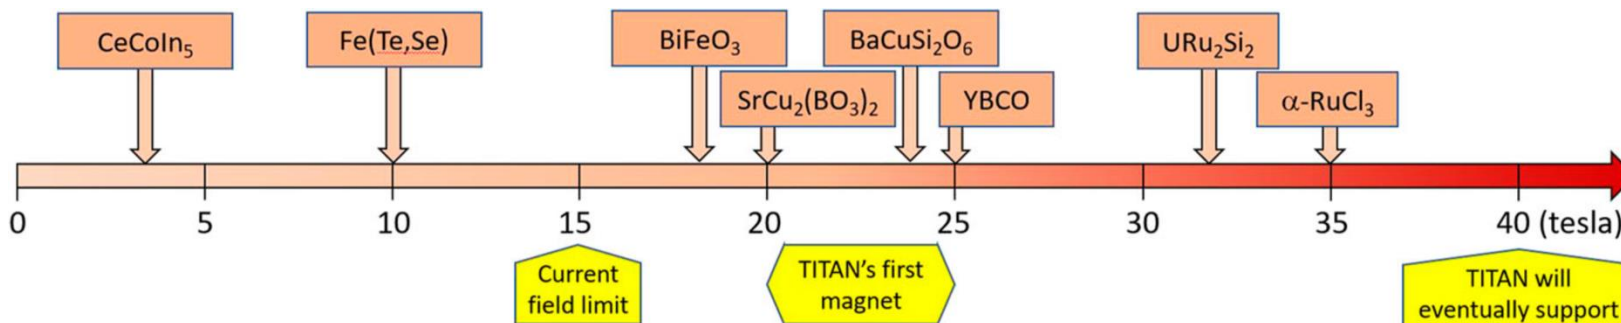 CeCoIn₅
Fe(Te,Se)
BiFeO₃
BaCuSi₂O₆
URu₂Si₂
SrCu₂(BO₃)₂
YBCO
α-RuCl₃
0 5 10 15 20 25 30 35 40 (tesla)
Current
field limit
TITAN's first
magnet
TITAN will
eventually support